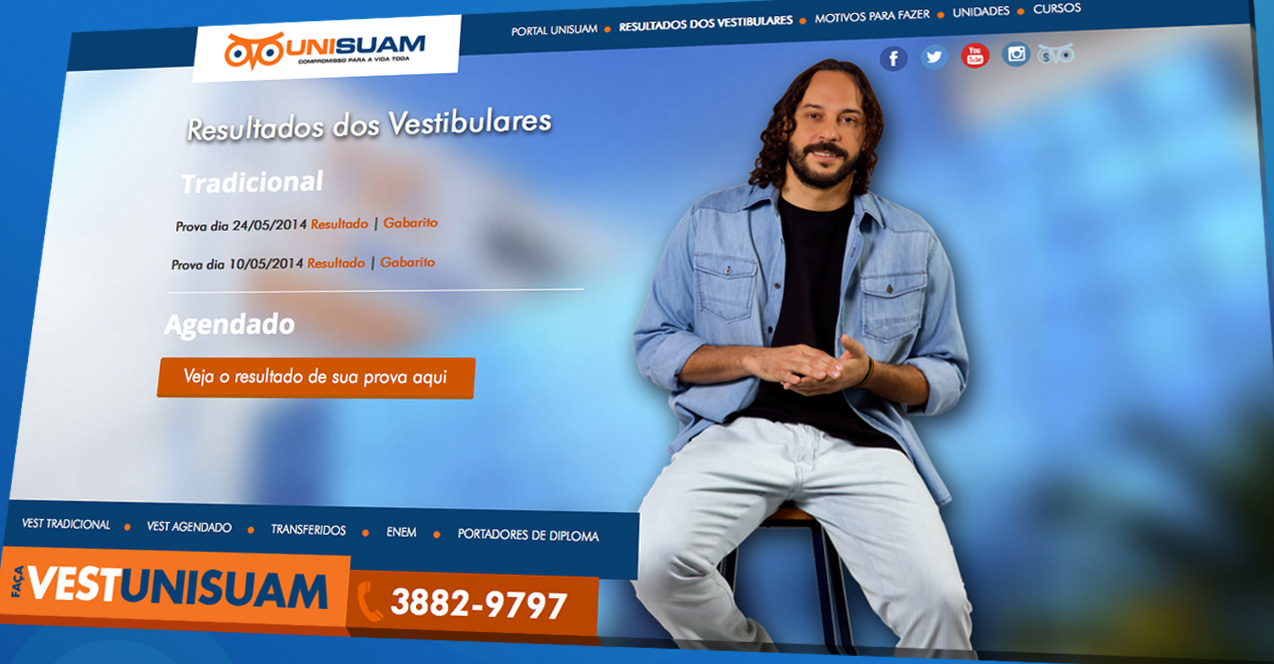 UNISUAM
COMPROMISSO PARA A VIDA TODA
PORTAL UNISUAM • RESULTADOS DOS VESTIBULARES • MOTIVOS PARA FAZER • UNIDADES • CURSOS
f You Tube S
Resultados dos Vestibulares
Tradicional
Prova dia 24/05/2014 Resultado | Gabarito
Prova dia 10/05/2014 Resultado | Gabarito
Agendado
Veja o resultado de sua prova aqui
VEST TRADICIONAL • VEST AGENDADO • TRANSFERIDOS • ENEM • PORTADORES DE DIPLOMA
FAÇA VESTUNISUAM 3882-9797